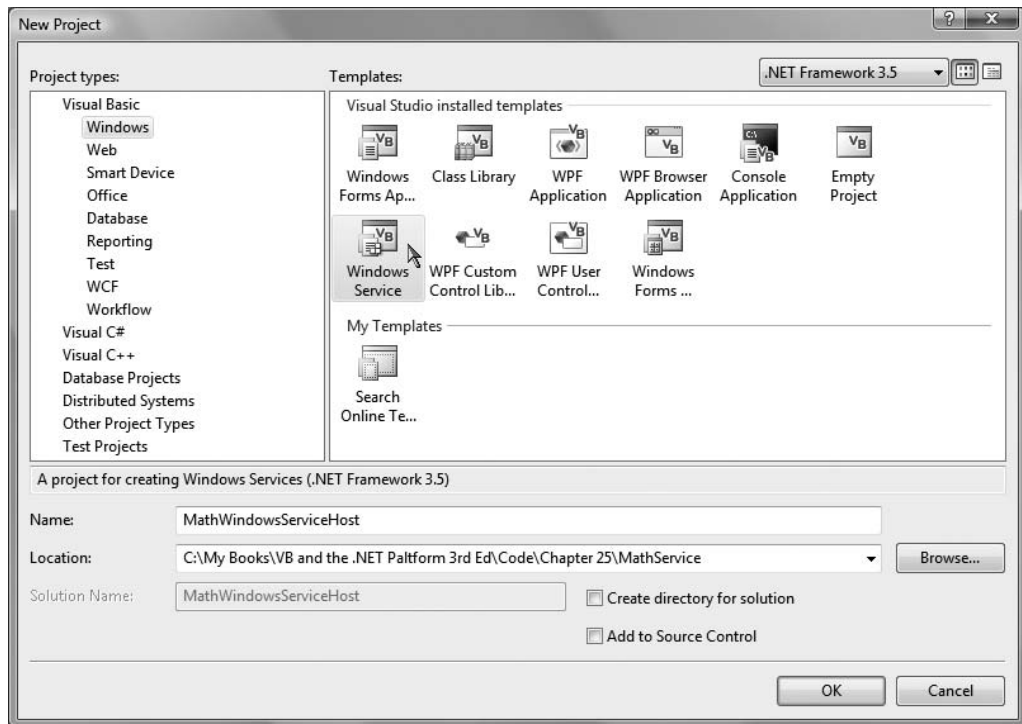 New Project
Project types:
Templates:
.NET Framework 3.5
Visual Basic
Windows
Web
Smart Device
Office
Database
Reporting
Test
WCF
Workflow
Visual C#
Visual C++
Database Projects
Distributed Systems
Other Project Types
Test Projects
Visual Studio installed templates
Windows
Forms Ap...
Class Library
WPF
Application
WPF Browser
Application
Console
Application
Empty
Project
Windows
Service
WPF Custom
Control Lib...
WPF User
Control...
Windows
Forms ...
My Templates
Search
Online Te...
A project for creating Windows Services (.NET Framework 3.5)
Name:
MathWindowsServiceHost
Location:
C:\My Books\VB and the .NET Paltform 3rd Ed\Code\Chapter 25\MathService
Browse...
Solution Name:
MathWindowsServiceHost
Create directory for solution
Add to Source Control
OK
Cancel